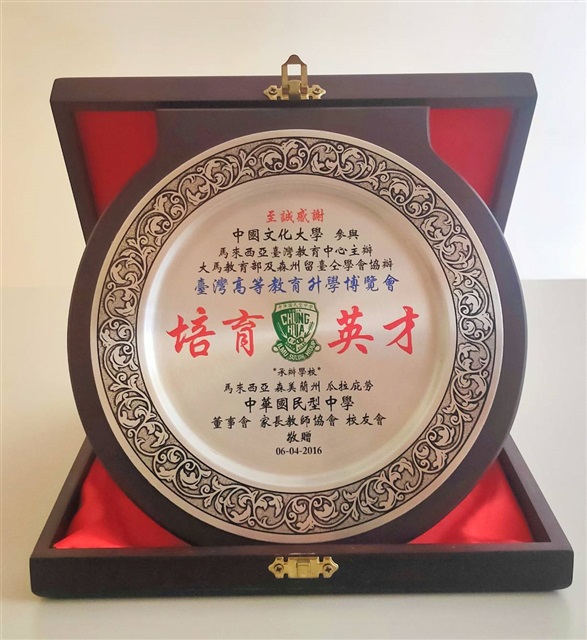 至誠感謝
中國文化大學 參與
馬來西亞臺灣教育中心主辦
大馬教育部及森州留臺仝學會協辦
臺灣高等教育升學博覽會
培育 英才
CHUNG
HUA
*承辦學校*
馬來西亞 森美蘭州 瓜拉庇勞
中華國民型中學
董事會 家長教師協會 校友會
敬贈
06-04-2016